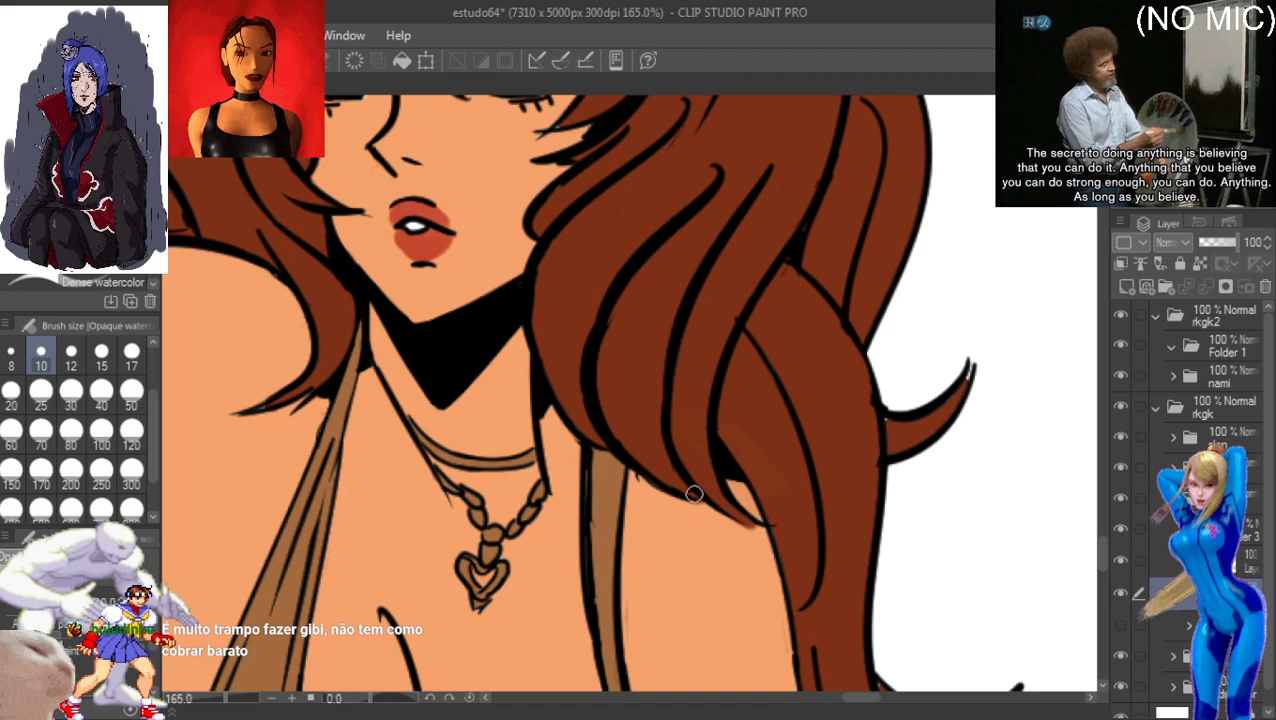 estudo64* (7310 x 5000px 300dpi 165.0%) - CLIP STUDIO PAINT PRO
(NO MIC)
Window Help
The secret to doing anything is believing
that you can do it. Anything that you believe
you can do strong enough, you can do. Anything.
As long as you believe.
Layer
100
100 % Normal
rkgk2
Folder 1
nami
100 % Normal
rkgk
Dense watercolor
Brush size [Opaque waterc
8 10 12 15 17
20 25 30 40 50
60 70 80 100 120
150 170 200 250 300
É muito trampo fazer gibi, não tem como
cobrar barato
165.0
0.0